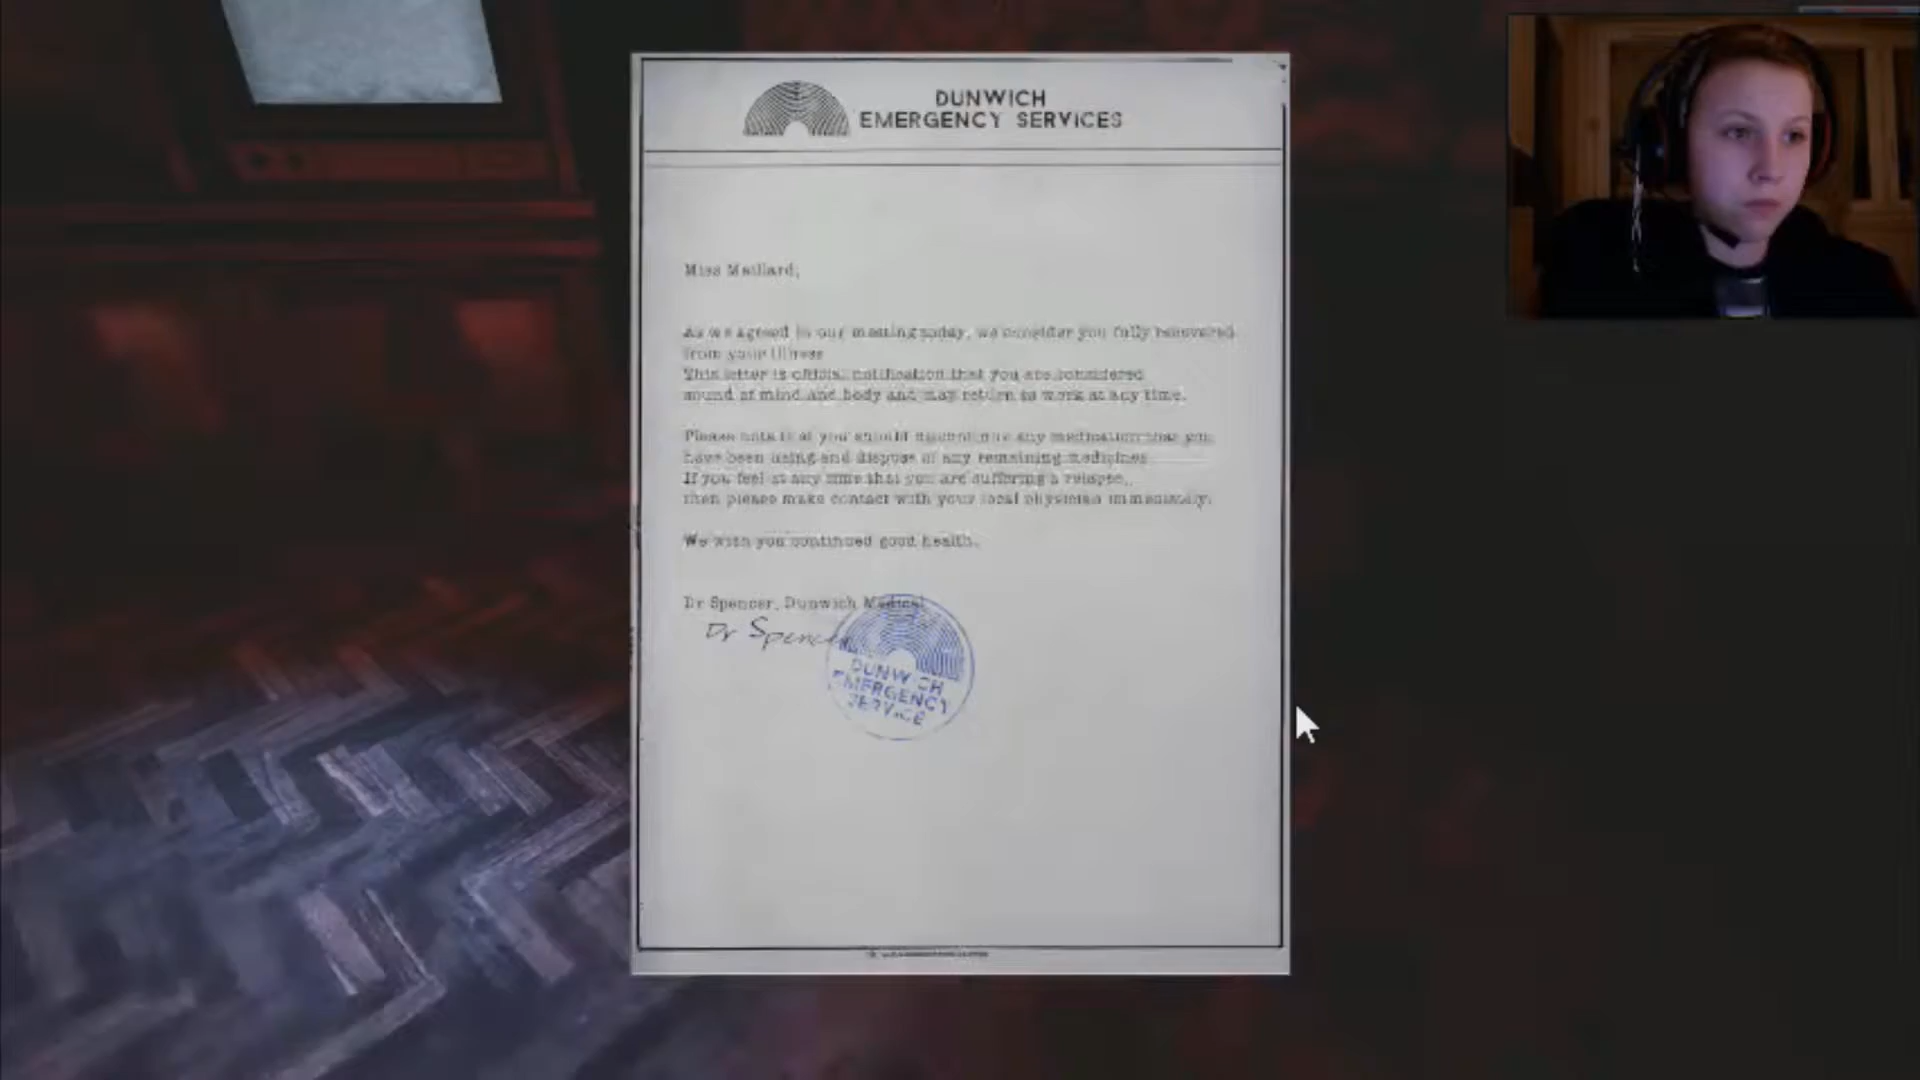 DUNWICH
EMERGENCY SERVICES
Miss Maillard,
As we agreed in our meeting today, we consider you fully recovered
from your illness
This letter is official notification that you are considered
sound of mind and body and may return to work at any time.
Please note that you should discontinue any medication that you
have been using and dispose of any remaining medicines
If you feel at any time that you are suffering a relapse,
then please make contact with your local physician immediately.
We wish you continued good health.
Dr Spencer, Dunwich Medical
Dr Spencer
DUNWICH
EMERGENCY
SERVICE